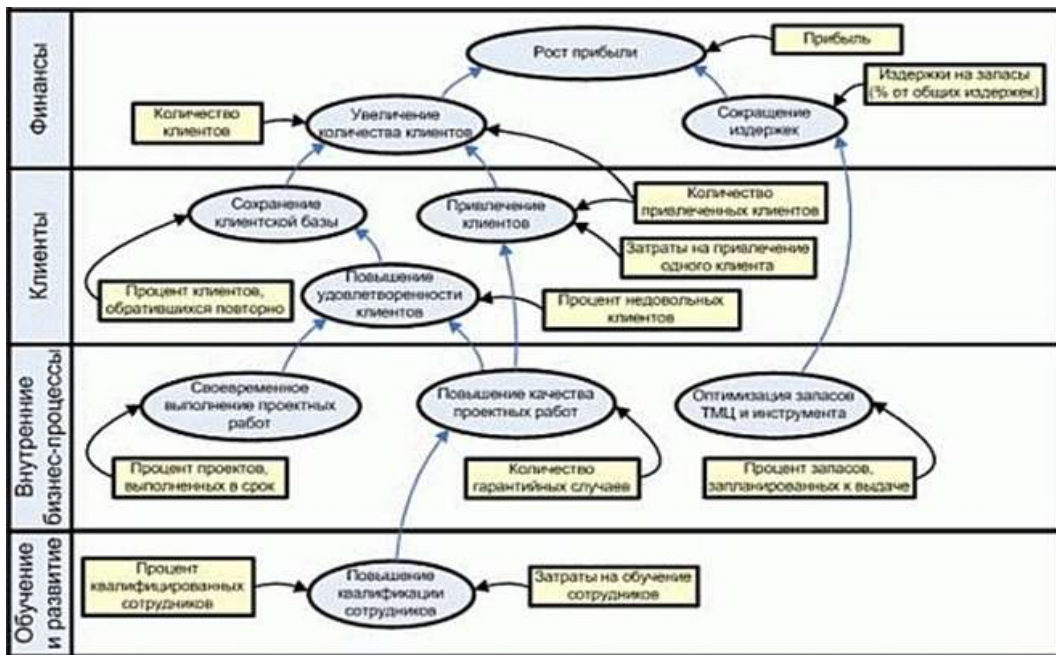 Финансы
Рост прибыли
Прибыль
Издержки на запасы
(% от общих издержек)
Количество
клиентов
Увеличение
количества клиентов
Сокращение
издержек
Клиенты
Сохранение
клиентской базы
Привлечение
клиентов
Количество
привлеченных клиентов
Затраты на привлечение
одного клиента
Процент клиентов,
обратившихся повторно
Повышение
удовлетворенности
клиентов
Процент недовольных
клиентов
Внутренние
бизнес-процессы
Своевременное
выполнение проектных
работ
Повышение качества
проектных работ
Оптимизация запасов
ТМЦ и инструмента
Процент проектов,
выполненных в срок
Количество
гарантийных случаев
Процент запасов,
запланированных к выдаче
Обучение
и развитие
Процент
квалифицированных
сотрудников
Повышение
квалификации
сотрудников
Затраты на обучение
сотрудников